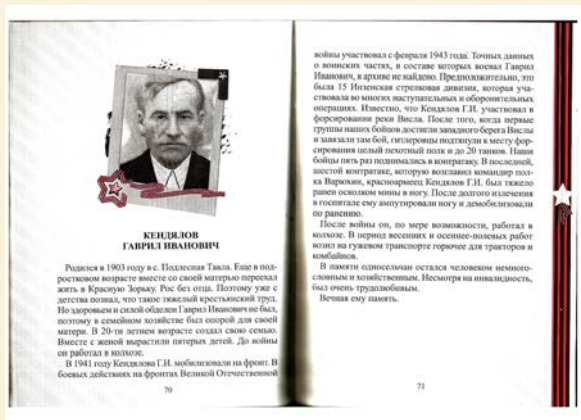 КЕНДЯЛОВ
ГАВРИЛ ИВАНОВИЧ
Родился в 1903 году в с. Подлесная Тавла. Еще в под-
ростковом возрасте вместе со своей матерью переехал
жить в Красную Зорьку. Рос без отца. Поэтому уже с
детства познал, что такое тяжелый крестьянский труд.
Но здоровьем и силой обделен Гаврил Иванович не был,
поэтому в семейном хозяйстве был опорой для своей
матери. В 20-ти летнем возрасте создал свою семью.
Вместе с женой вырастили пятерых детей. До войны
он работал в колхозе.
В 1941 году Кендялова Г.И. мобилизовали на фронт. В
боевых действиях на фронтах Великой Отечественной
70
войны участвовал с февраля 1943 года. Точных данных
о воинских частях, в составе которых воевал Гаврил
Иванович, в архиве не найдено. Предположительно, это
была 15 Инзенская стрелковая дивизия, которая уча-
ствовала во многих наступательных и оборонительных
операциях. Известно, что Кендялов Г.И. участвовал в
форсировании реки Висла. После того, когда первые
группы наших бойцов достигли западного берега Вислы
и завязали там бой, гитлеровцы подтянули к месту фор-
сирования целый пехотный полк и до 20 танков. Наши
бойцы пять раз поднимались в контратаку. В последней,
шестой контратаке, которую возглавил командир пол-
ка Варюхин, красноармеец Кендялов Г.И. был тяжело
ранен осколком мины в ногу. После долгого излечения
в госпитале ему ампутировали ногу и демобилизовали
по ранению.
После войны он, по мере возможности, работал в
колхозе. В период весенних и осеннее-полевых работ
возил на гужевом транспорте горючее для тракторов и
комбайнов.
В памяти односельчан остался человеком немного-
словным и хозяйственным. Несмотря на инвалидность,
был очень трудолюбивым.
Вечная ему память.
71